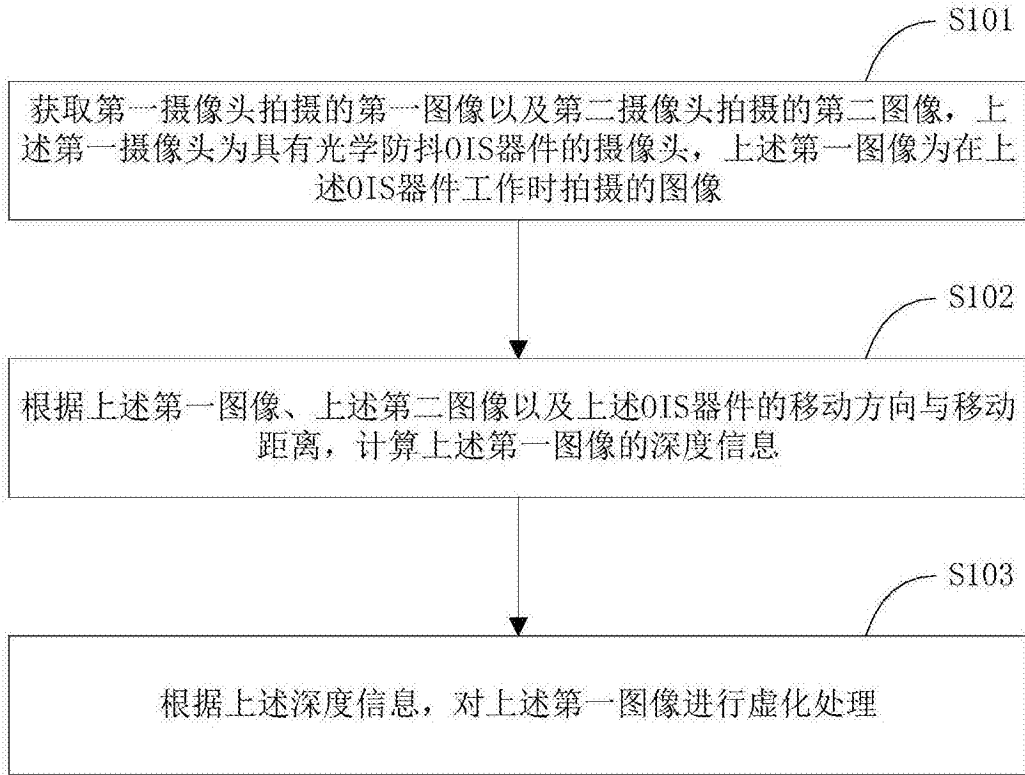 S101
获取第一摄像头拍摄的第一图像以及第二摄像头拍摄的第二图像，上
述第一摄像头为具有光学防抖OIS器件的摄像头，上述第一图像为在上
述OIS器件工作时拍摄的图像
S102
根据上述第一图像、上述第二图像以及上述OIS器件的移动方向与移动
距离，计算上述第一图像的深度信息
S103
根据上述深度信息，对上述第一图像进行虚化处理